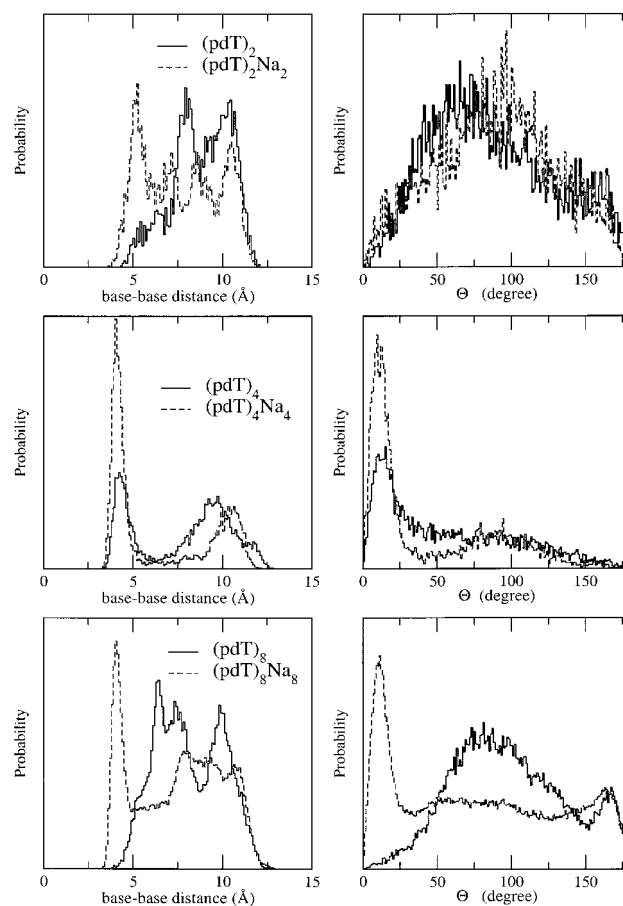 (pdT)2
(pdT)2Na2
Probability
0 5 10 15
base-base distance (Å)
Probability
0 50 100 150
Θ (degree)
(pdT)4
(pdT)4Na4
Probability
0 5 10 15
base-base distance (Å)
Probability
0 50 100 150
Θ (degree)
(pdT)8
(pdT)8Na8
Probability
0 5 10 15
base-base distance (Å)
Probability
0 50 100 150
Θ (degree)